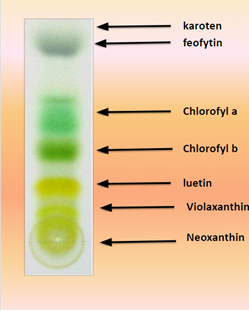 karoten
feofytin
Chlorofyl a
Chlorofyl b
luetin
Violaxanthin
Neoxanthin